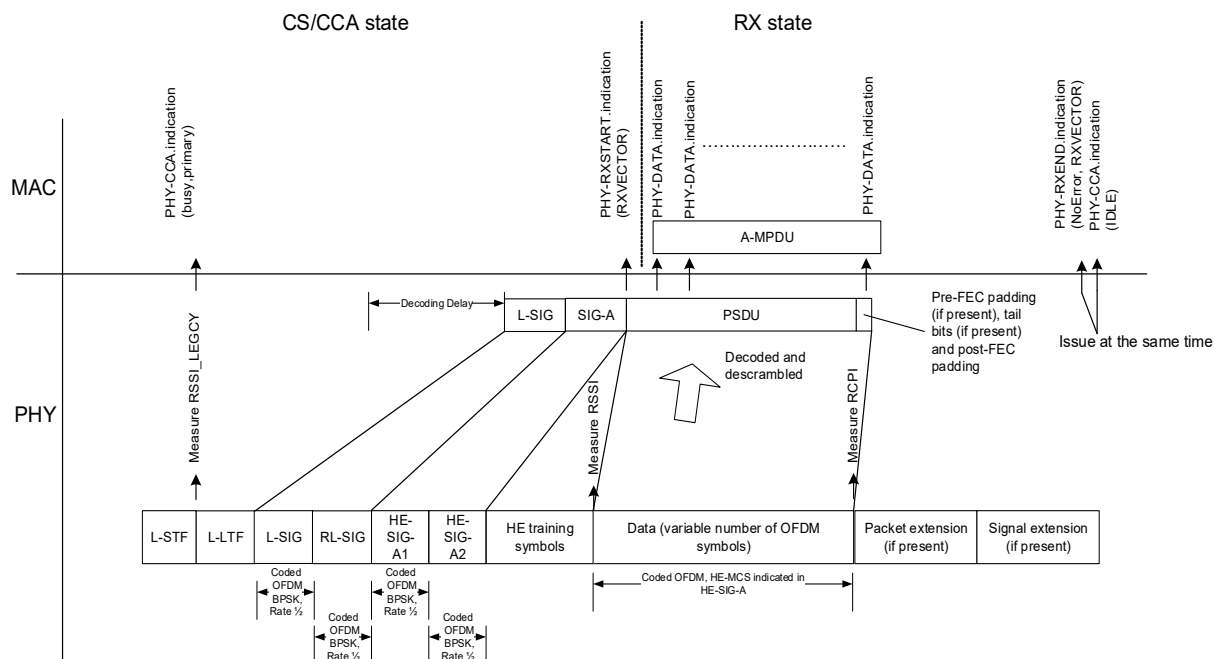 CS/CCA state
RX state
PHY-CCA.indication
(busy,primary)
PHY-RXSTART.indication
(RXVECTOR)
PHY-DATA.indication
PHY-DATA.indication
PHY-DATA.indication
PHY-RXEND.indication
(NoError, RXVECTOR)
PHY-CCA.indication
(IDLE)
MAC
A-MPDU
Decoding Delay
L-SIG
SIG-A
PSDU
Pre-FEC padding
(if present), tail
bits (if present)
and post-FEC
padding
Issue at the same time
Measure RSSI_LEGCY
Decoded and
descrambled
Measure RSSI
Measure RCPI
PHY
L-STF
L-LTF
L-SIG
RL-SIG
HE-
SIG-
A1
HE-
SIG-
A2
HE training
symbols
Data (variable number of OFDM
symbols)
Packet extension
(if present)
Signal extension
(if present)
Coded
OFDM
BPSK,
Rate ½
Coded
OFDM
BPSK,
Rate ½
Coded
OFDM
BPSK,
Rate ½
Coded
OFDM
BPSK,
Rate ½
Coded OFDM, HE-MCS indicated in
HE-SIG-A